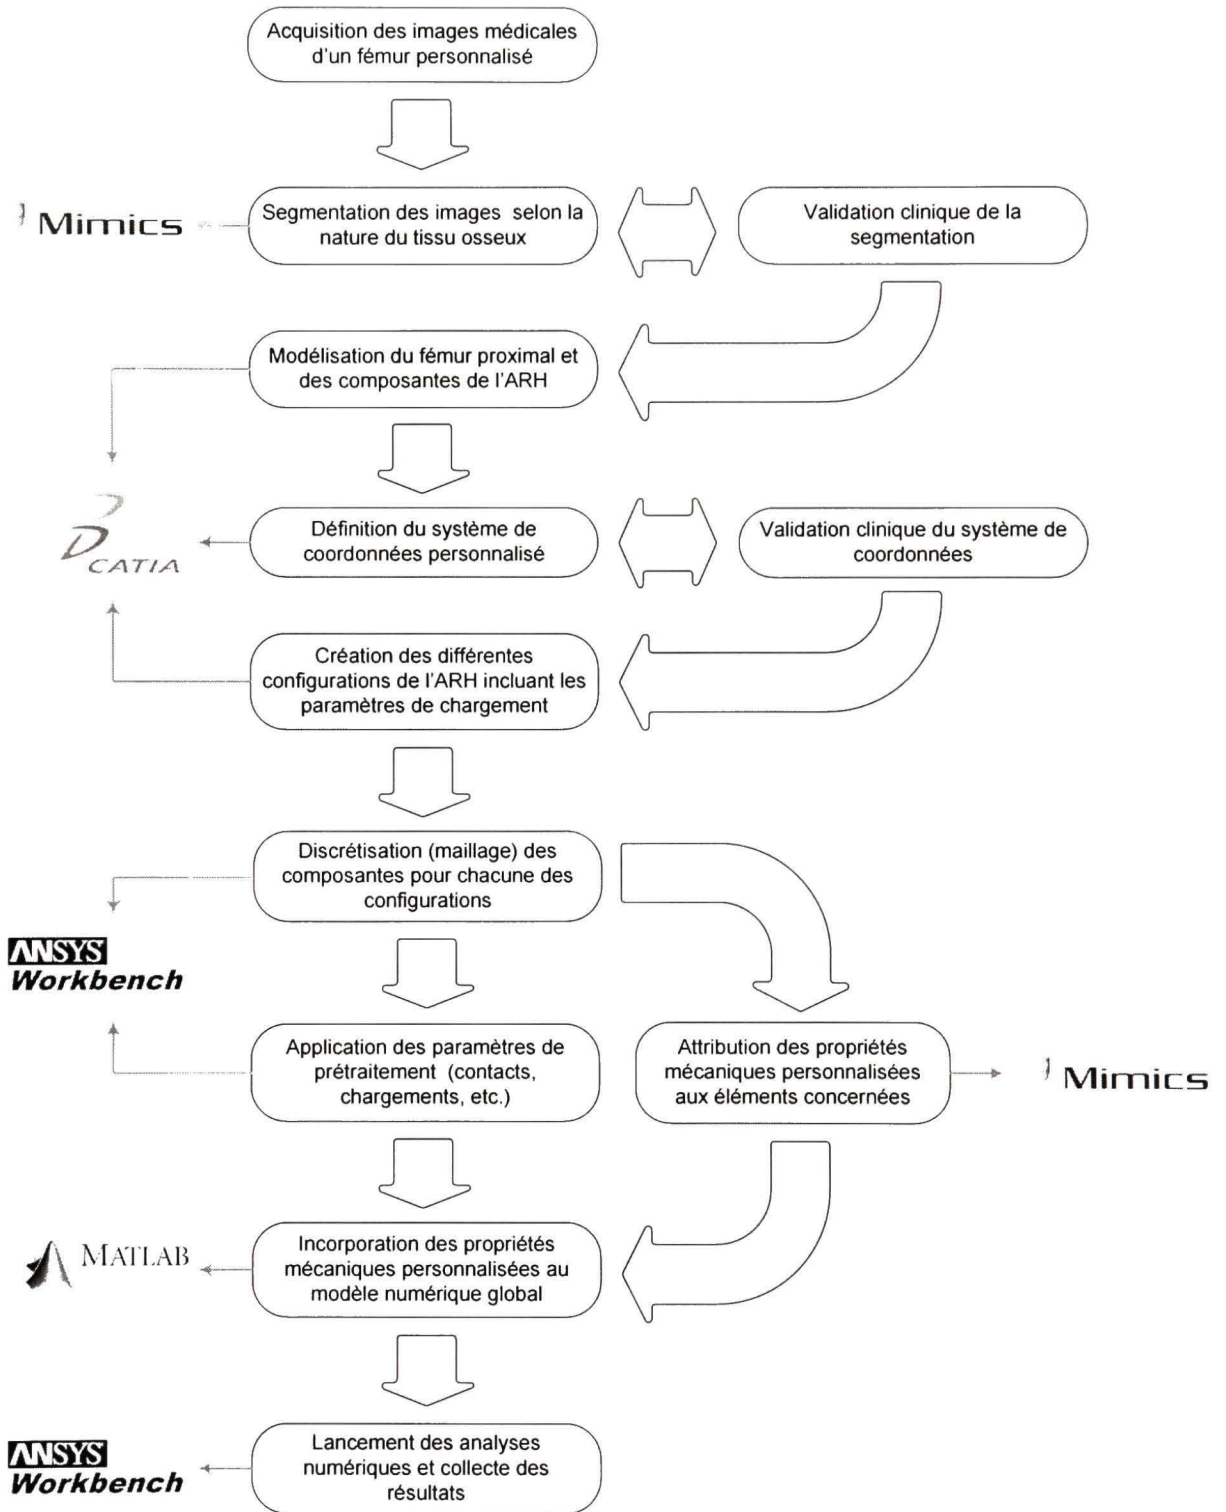 Acquisition des images médicales
d'un fémur personnalisé
Mimics
Segmentation des images selon la
nature du tissu osseux
Validation clinique de la
segmentation
Modélisation du fémur proximal et
des composantes de l'ARH
CATIA
Définition du système de
coordonnées personnalisé
Validation clinique du système de
coordonnées
Création des différentes
configurations de l'ARH incluant les
paramètres de chargement
Discrétisation (maillage) des
composantes pour chacune des
configurations
ANSYS
Workbench
Application des paramètres de
prétraitement (contacts,
chargements, etc.)
Attribution des propriétés
mécaniques personnalisées
aux éléments concernées
Mimics
MATLAB
Incorporation des propriétés
mécaniques personnalisées au
modèle numérique global
ANSYS
Workbench
Lancement des analyses
numériques et collecte des
résultats